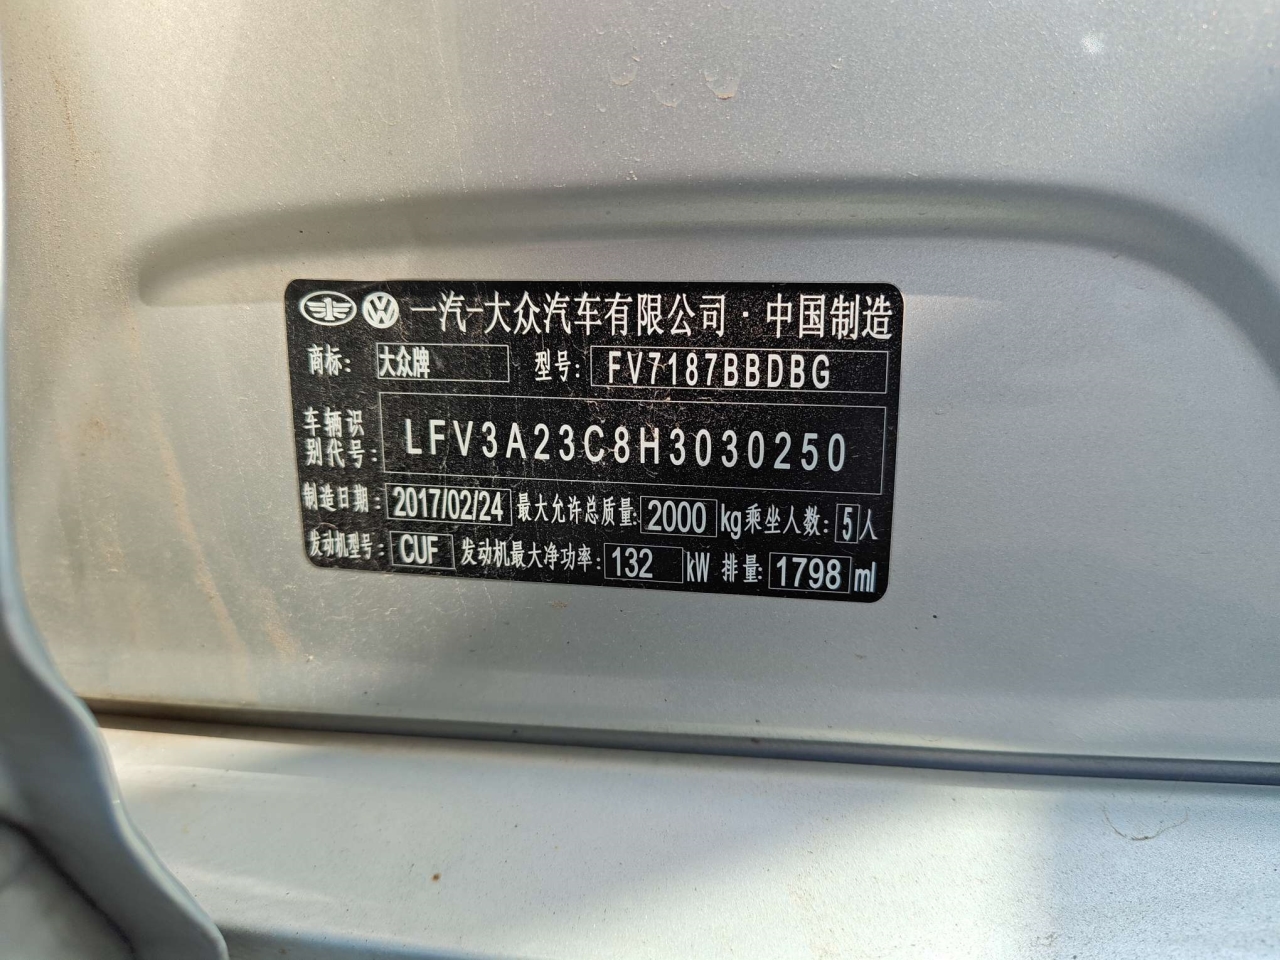 一汽-大众汽车有限公司·中国制造
商标: 大众牌 型号: FV7187BBDBG
车辆识别代号: LFV3A23C8H3030250
制造日期: 2017/02/24 最大允许总质量: 2000 kg 乘坐人数: 5 人
发动机型号: CUF 发动机最大净功率: 132 kW 排量: 1798 ml